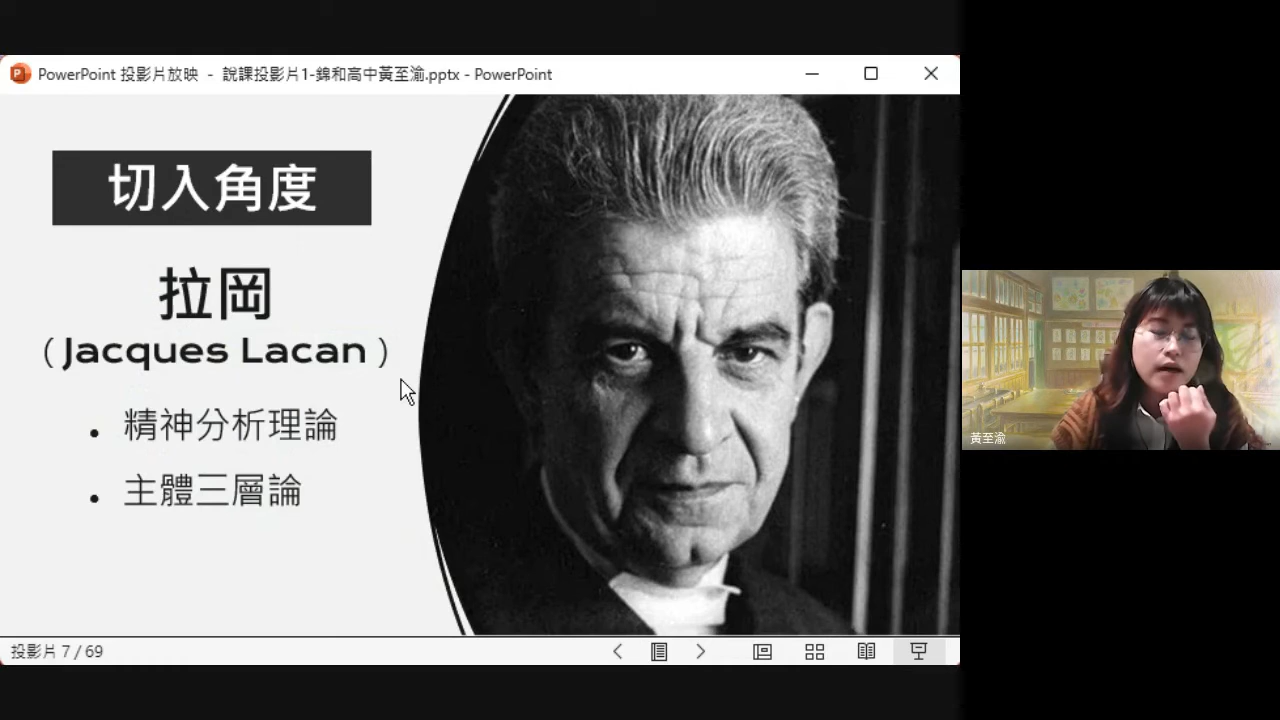 PowerPoint 投影片放映 - 說課投影片1-錦和高中黃至渝.pptx - PowerPoint
切入角度
拉岡
（Jacques Lacan）
• 精神分析理論
• 主體三層論
黃至渝
投影片 7 / 69